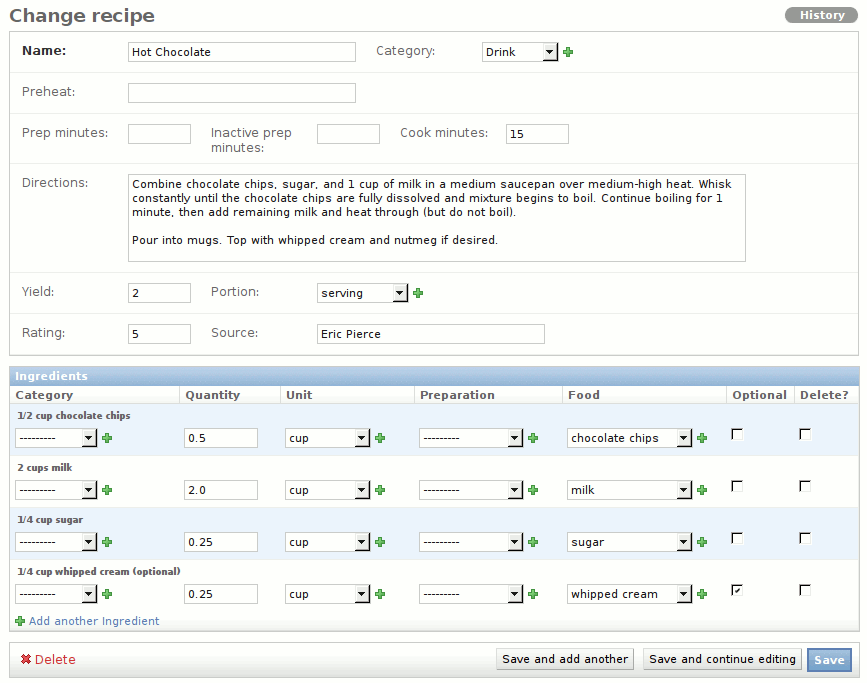 Change recipe History
Name: Hot Chocolate Category: Drink
Preheat:
Prep minutes: Inactive prep minutes: Cook minutes: 15
Directions: Combine chocolate chips, sugar, and 1 cup of milk in a medium saucepan over medium-high heat. Whisk
constantly until the chocolate chips are fully dissolved and mixture begins to boil. Continue boiling for 1
minute, then add remaining milk and heat through (but do not boil).
Pour into mugs. Top with whipped cream and nutmeg if desired.
Yield: 2 Portion: serving
Rating: 5 Source: Eric Pierce
Ingredients
Category Quantity Unit Preparation Food Optional Delete?
1/2 cup chocolate chips
--------- 0.5 cup --------- chocolate chips
2 cups milk
--------- 2.0 cup --------- milk
1/4 cup sugar
--------- 0.25 cup --------- sugar
1/4 cup whipped cream (optional)
--------- 0.25 cup --------- whipped cream
Add another Ingredient
Delete Save and add another Save and continue editing Save